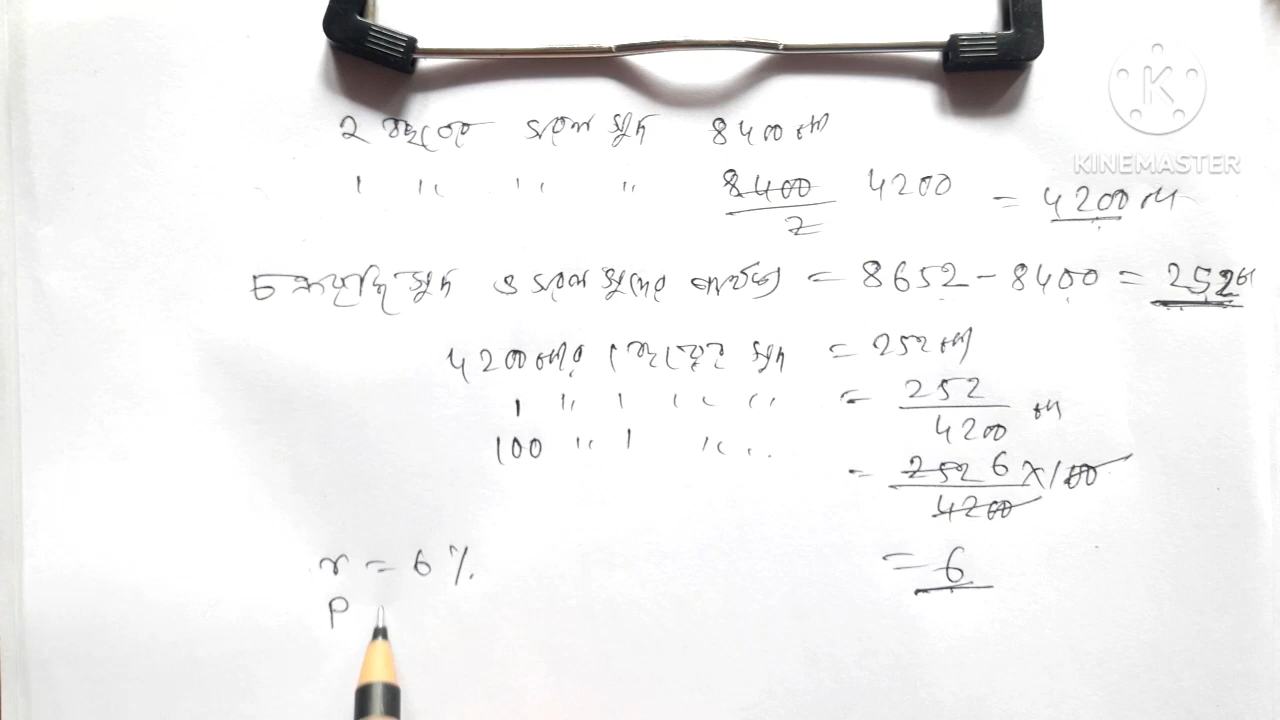 ২ বছরের সরল সুদ 8400 টাকা
1 " " " 8400/2 4200 = 4200 টাকা
চক্রবৃদ্ধি সুদ ও সরল সুদের পার্থক্য = 8652 - 8400 = 252 টাকা
4200 টাকার 1 বছরের সুদ = 252 টাকা
1 " 1 " " = 252/4200 টাকা
100 " 1 " "
= 252 6 x 100/4200
= 6
r = 6 %.
P
K
KINEMASTER